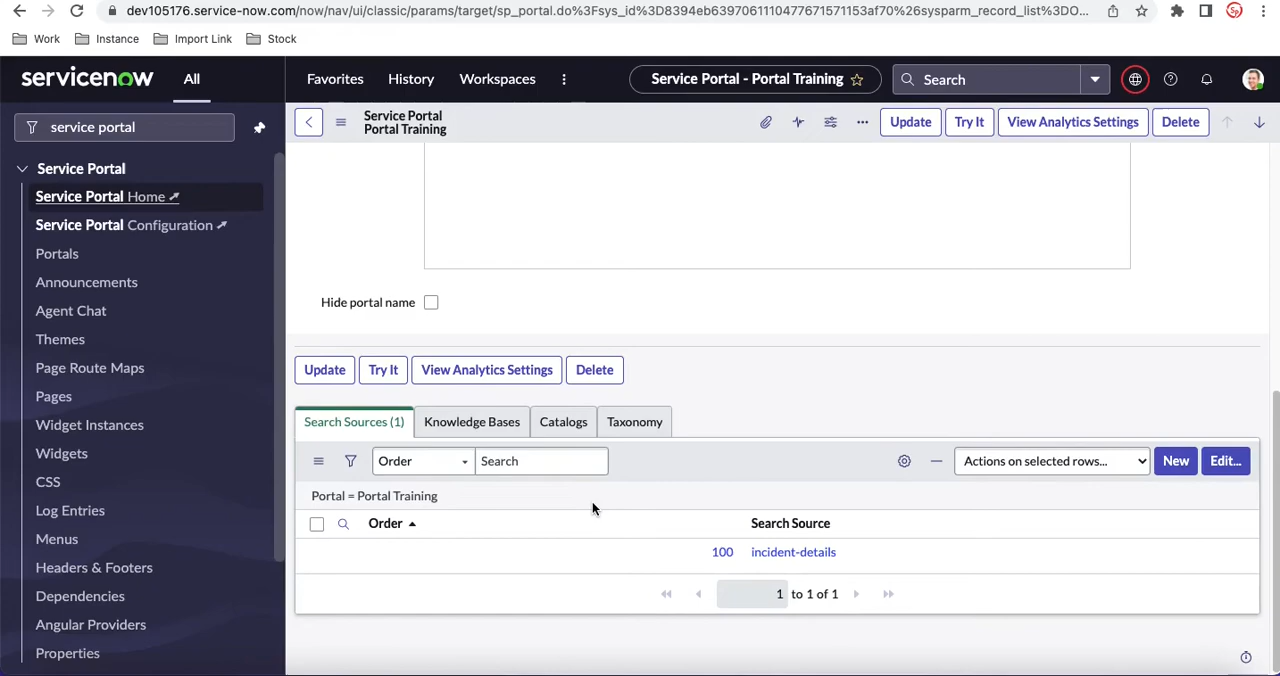 dev105176.service-now.com/now/nav/ui/classic/params/target/sp_portal.do%3Fsys_id%3D8394eb6397061110477671571153af70%26sysparm_record_list%3DO...
Work Instance Import Link Stock
servicenow All Favorites History Workspaces Service Portal - Portal Training Search
service portal
Service Portal
Portal Training
Update Try It View Analytics Settings Delete
Service Portal
Service Portal Home
Service Portal Configuration
Portals
Announcements
Agent Chat
Themes
Page Route Maps
Pages
Widget Instances
Widgets
CSS
Log Entries
Menus
Headers & Footers
Dependencies
Angular Providers
Properties
Hide portal name
Update Try It View Analytics Settings Delete
Search Sources (1) Knowledge Bases Catalogs Taxonomy
Order Search Actions on selected rows... New Edit...
Portal = Portal Training
Order Search Source
100 incident-details
1 to 1 of 1